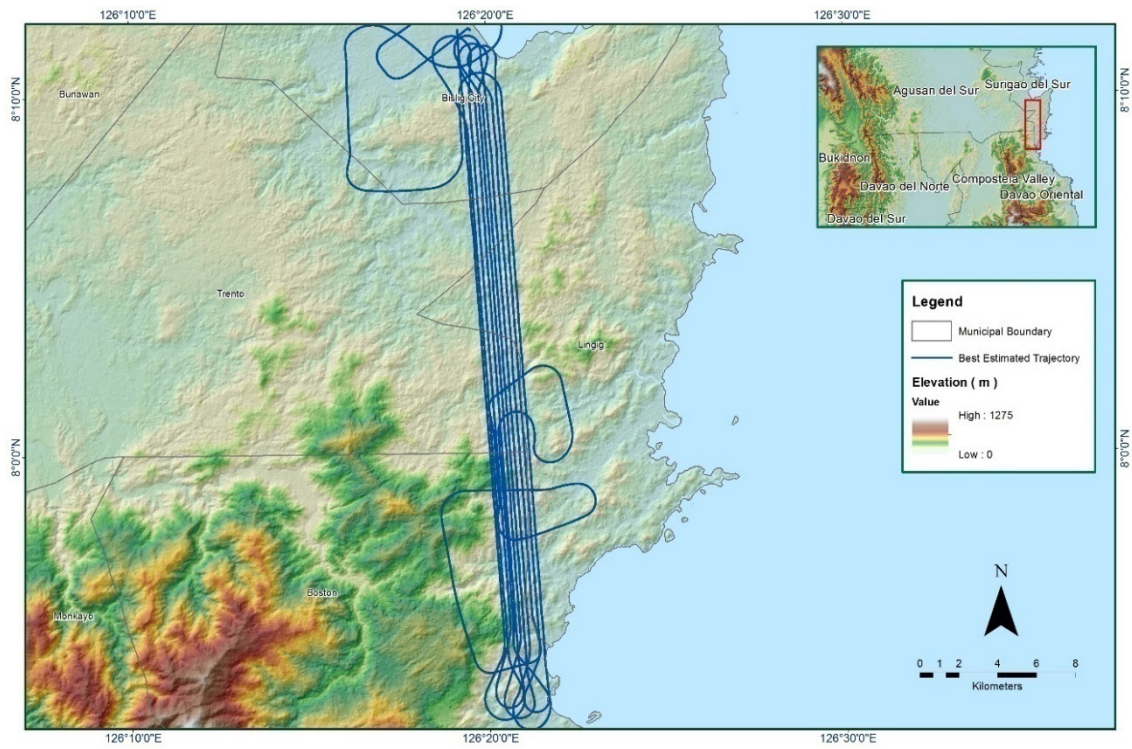 126°10'0"E
126°20'0"E
126°30'0"E
8°10'0"N
8°10'0"N
Bunawan
Bislig City
Agusan del Sur
Surigao del Sur
Bukidnon
Compostela Valley
Davao del Norte
Davao Oriental
Davao del Sur
Trento
Lingig
Legend
Municipal Boundary
Best Estimated Trajectory
Elevation ( m )
Value
High : 1275
Low : 0
8°0'0"N
8°0'0"N
Boston
Monkayo
N
0 1 2 4 6 8
Kilometers
126°10'0"E
126°20'0"E
126°30'0"E